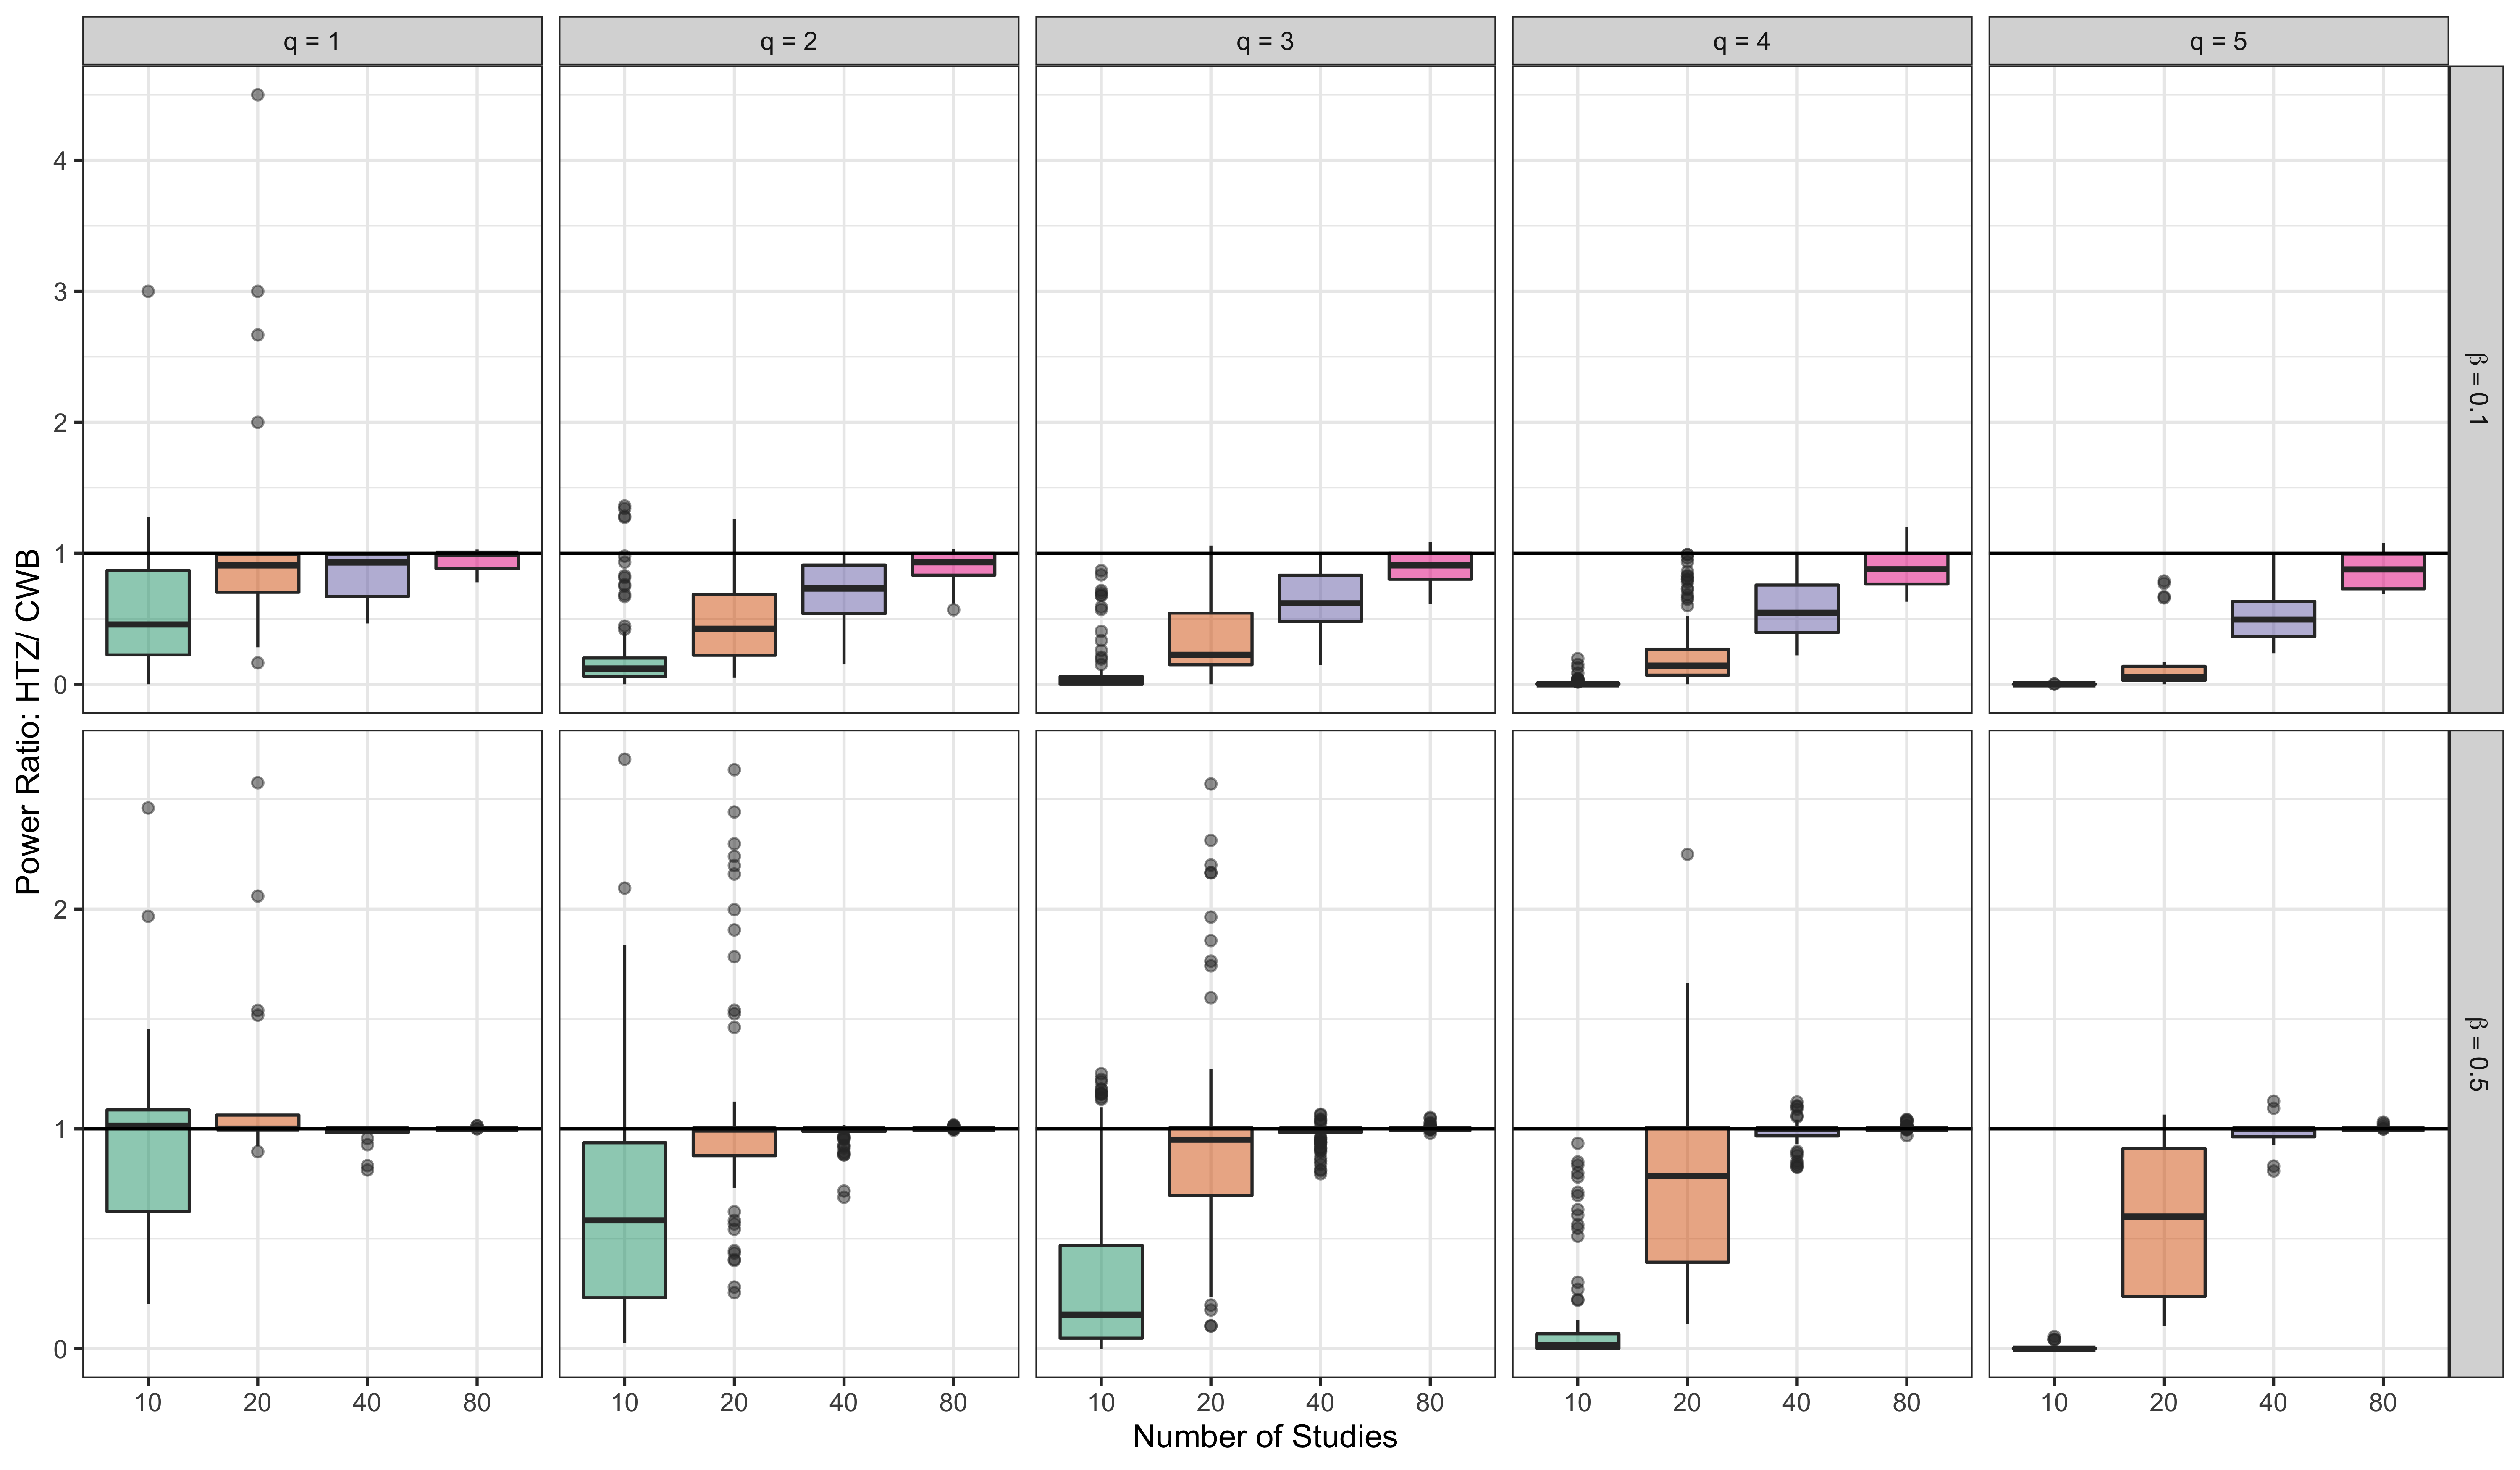 q = 1
q = 2
q = 3
q = 4
q = 5
4
3
2
1
0
β = 0.1
Power Ratio: HTZ/ CWB
2
1
0
β = 0.5
10 20 40 80
10 20 40 80
10 20 40 80
10 20 40 80
10 20 40 80
Number of Studies